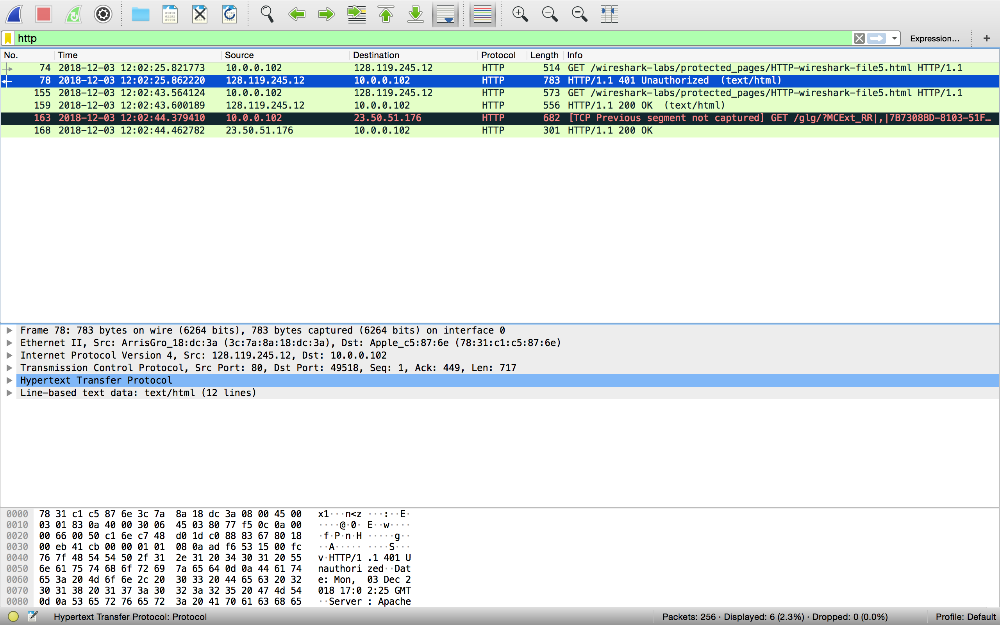 http
Expression...
+
No. Time Source Destination Protocol Length Info
74 2018-12-03 12:02:25.821773 10.0.0.102 128.119.245.12 HTTP 514 GET /wireshark-labs/protected_pages/HTTP-wireshark-file5.html HTTP/1.1
78 2018-12-03 12:02:25.862220 128.119.245.12 10.0.0.102 HTTP 783 HTTP/1.1 401 Unauthorized (text/html)
155 2018-12-03 12:02:43.564124 10.0.0.102 128.119.245.12 HTTP 573 GET /wireshark-labs/protected_pages/HTTP-wireshark-file5.html HTTP/1.1
159 2018-12-03 12:02:43.600189 128.119.245.12 10.0.0.102 HTTP 556 HTTP/1.1 200 OK (text/html)
163 2018-12-03 12:02:44.379410 10.0.0.102 23.50.51.176 HTTP 682 [TCP Previous segment not captured] GET /glg/?MCExt_RR|,|7B7308BD-8103-51F…
168 2018-12-03 12:02:44.462782 23.50.51.176 10.0.0.102 HTTP 301 HTTP/1.1 200 OK
Frame 78: 783 bytes on wire (6264 bits), 783 bytes captured (6264 bits) on interface 0
Ethernet II, Src: ArrisGro_18:dc:3a (3c:7a:8a:18:dc:3a), Dst: Apple_c5:87:6e (78:31:c1:c5:87:6e)
Internet Protocol Version 4, Src: 128.119.245.12, Dst: 10.0.0.102
Transmission Control Protocol, Src Port: 80, Dst Port: 49518, Seq: 1, Ack: 449, Len: 717
Hypertext Transfer Protocol
Line-based text data: text/html (12 lines)
0000 78 31 c1 c5 87 6e 3c 7a 8a 18 dc 3a 08 00 45 00 x1···n<z ···:··E·
0010 03 01 83 0a 40 00 30 06 45 03 80 77 f5 0c 0a 00 ····@·0· E··w····
0020 00 66 00 50 c1 6e c7 48 d0 1d c0 88 83 67 80 18 ·f·P·n·H ·····g··
0030 00 eb 41 cb 00 00 01 01 08 0a ad f6 53 15 00 fc ··A····· ····S···
0040 76 7f 48 54 54 50 2f 31 2e 31 20 34 30 31 20 55 v·HTTP/1 .1 401 U
0050 6e 61 75 74 68 6f 72 69 7a 65 64 0d 0a 44 61 74 nauthori zed··Dat
0060 65 3a 20 4d 6f 6e 2c 20 30 33 20 44 65 63 20 32 e: Mon, 03 Dec 2
0070 30 31 38 20 31 37 3a 30 32 3a 32 35 20 47 4d 54 018 17:0 2:25 GMT
0080 0d 0a 53 65 72 76 65 72 3a 20 41 70 61 63 68 65 ··Server : Apache
Hypertext Transfer Protocol: Protocol Packets: 256 · Displayed: 6 (2.3%) · Dropped: 0 (0.0%) Profile: Default